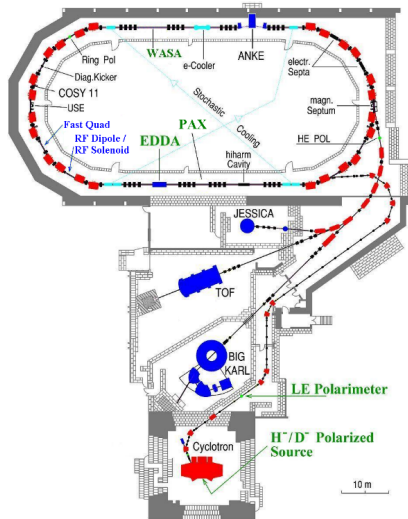 WASA
e-Cooler
ANKE
electr.
Septa
Ring Pol
Diag.Kicker
COSY 11
USE
Stochastic
Cooling
magn.
Septum
Fast Quad
RF Dipole /
RF Solenoid
PAX
EDDA
hiharm
Cavity
HE POL
JESSICA
TOF
BIG
KARL
LE Polarimeter
Cyclotron
H⁻/D⁻ Polarized
Source
10 m